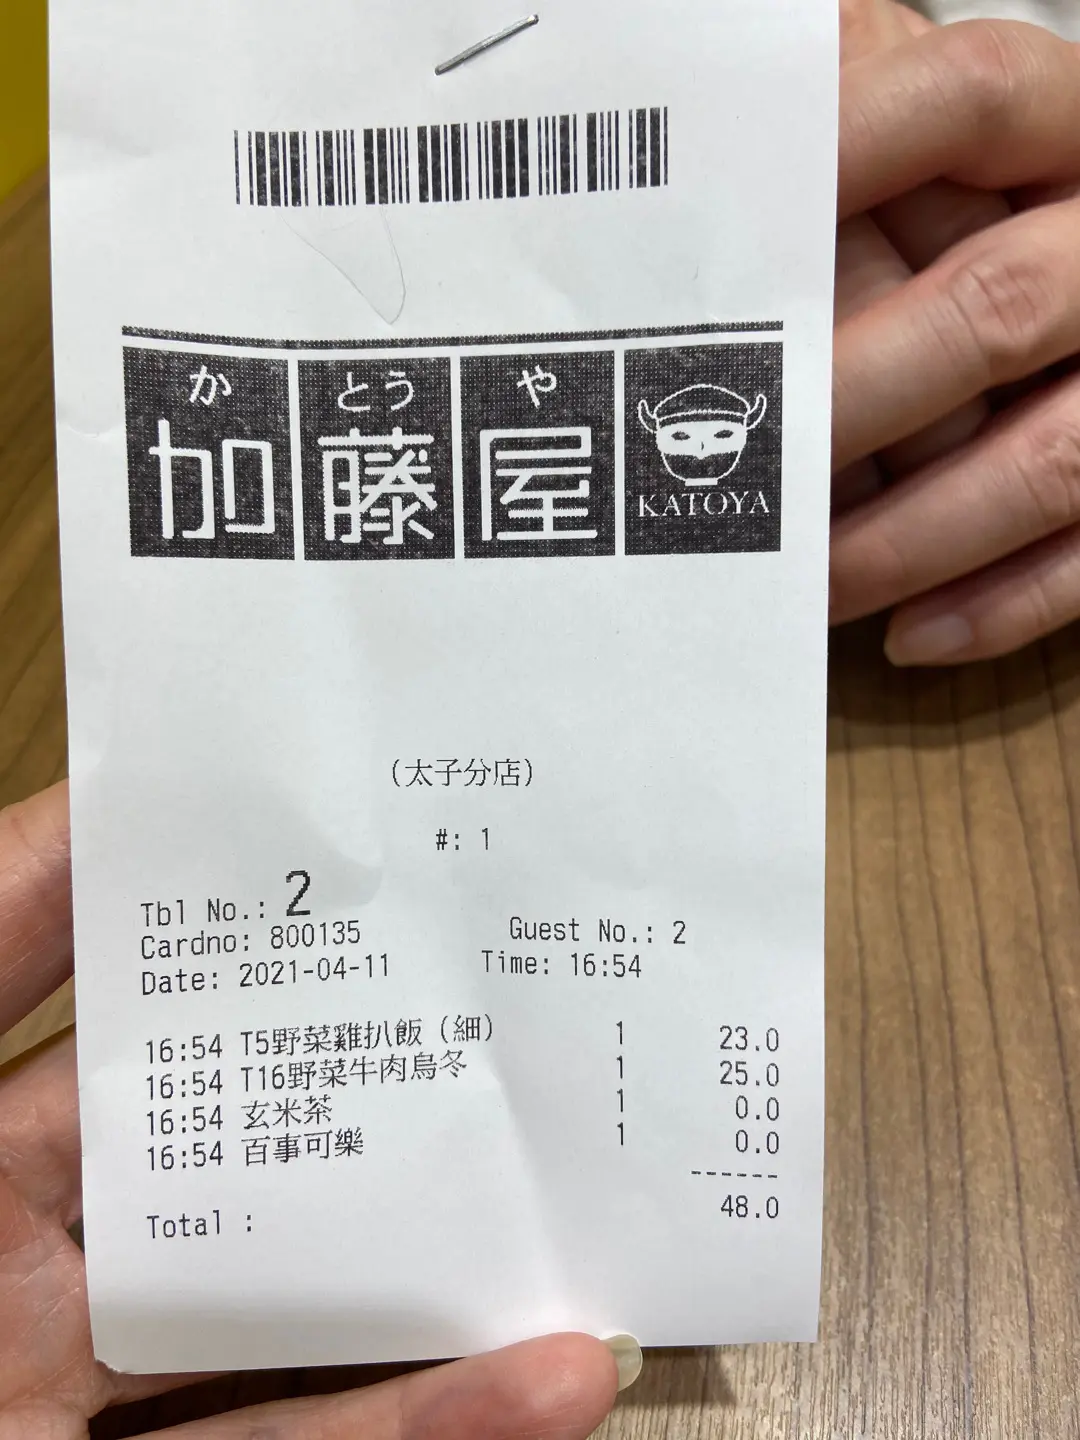 か とう や
加藤屋
KATOYA
(太子分店)
#: 1
Tbl No.: 2
Cardno: 800135 Guest No.: 2
Date: 2021-04-11 Time: 16:54
16:54 T5野菜雞扒飯（細） 1 23.0
16:54 T16野菜牛肉烏冬 1 25.0
16:54 玄米茶 1 0.0
16:54 百事可樂 1 0.0
------
Total : 48.0